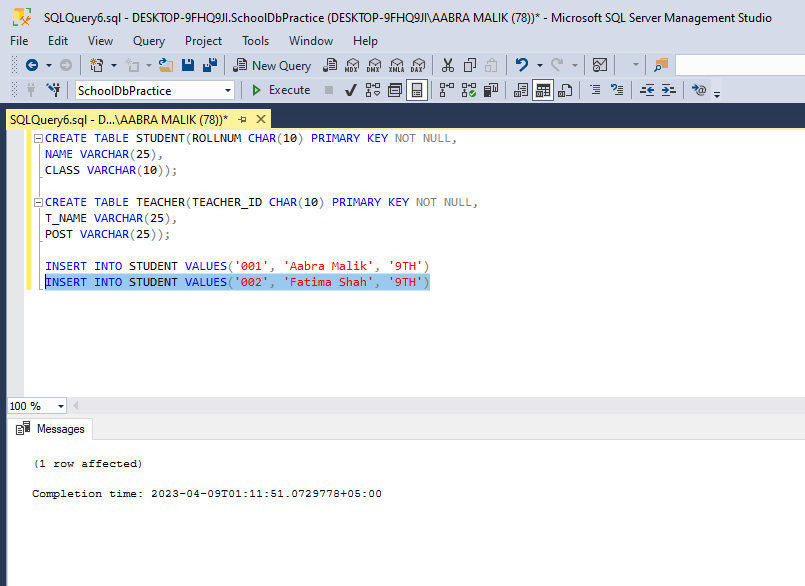 SQLQuery6.sql - DESKTOP-9FHQ9JI.SchoolDbPractice (DESKTOP-9FHQ9JI\AABRA MALIK (78))* - Microsoft SQL Server Management Studio
File Edit View Query Project Tools Window Help
New Query MDX DMX XMLA DAX
SchoolDbPractice Execute
SQLQuery6.sql - D...\AABRA MALIK (78))*
CREATE TABLE STUDENT(ROLLNUM CHAR(10) PRIMARY KEY NOT NULL,
NAME VARCHAR(25),
CLASS VARCHAR(10));
CREATE TABLE TEACHER(TEACHER_ID CHAR(10) PRIMARY KEY NOT NULL,
T_NAME VARCHAR(25),
POST VARCHAR(25));
INSERT INTO STUDENT VALUES('001', 'Aabra Malik', '9TH')
INSERT INTO STUDENT VALUES('002', 'Fatima Shah', '9TH')
100 %
Messages
(1 row affected)
Completion time: 2023-04-09T01:11:51.0729778+05:00